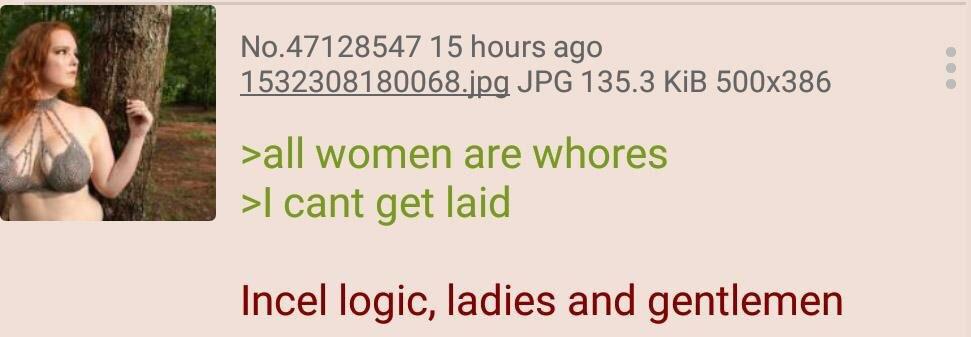 No.47128547 15 hours ago
1532308180068.jpg JPG 135.3 KiB 500x386
>all women are whores
>I cant get laid
Incel logic, ladies and gentlemen